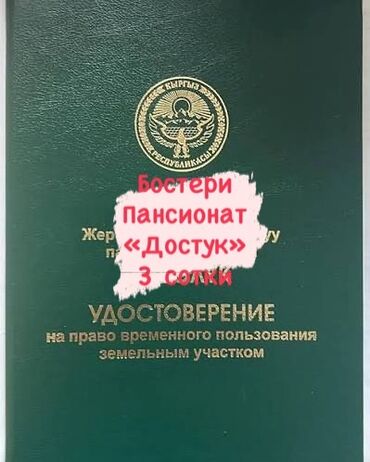 КЫРГЫЗ
РЕСПУБЛИКАСЫ
Бостери
Пансионат
«Достук»
3 сотки
УДОСТОВЕРЕНИЕ
на право временного пользования
земельным участком